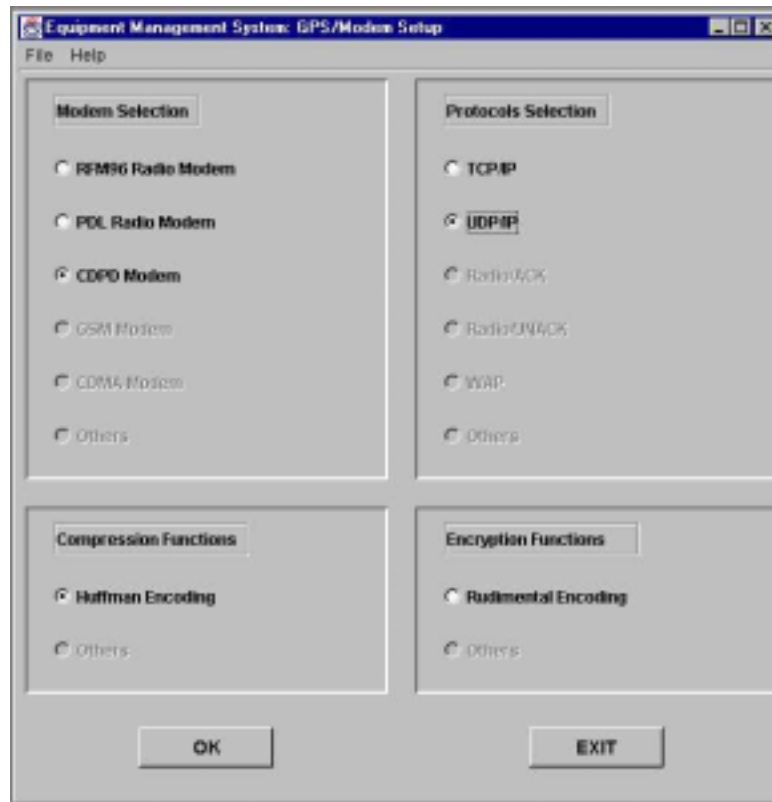 Equipment Management System: GPS/Modem Setup
File Help
Modem Selection
RFM96 Radio Modem
PDL Radio Modem
CDPD Modem
GSM Modem
CDMA Modem
Others
Protocols Selection
TCP/IP
UDP/IP
Radio/ACK
Radio/UNACK
WAP
Others
Compression Functions
Huffman Encoding
Others
Encryption Functions
Rudimental Encoding
Others
OK
EXIT